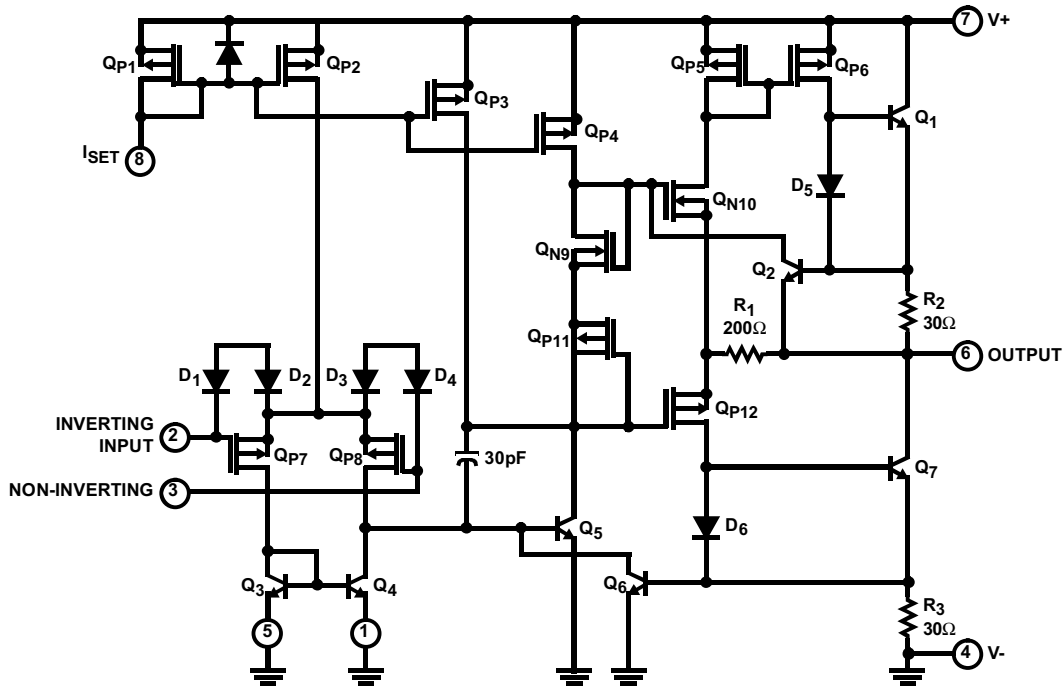 7 V+
QP1
QP2
QP3
QP4
QP5
QP6
Q1
ISET
8
D5
QN10
QN9
Q2
R1
200Ω
R2
30Ω
QP11
6 OUTPUT
D1
D2
D3
D4
QP12
INVERTING
INPUT
2
QP7
QP8
30pF
Q7
NON-INVERTING 3
Q5
D6
Q3
Q4
Q6
R3
30Ω
5
1
4 V-